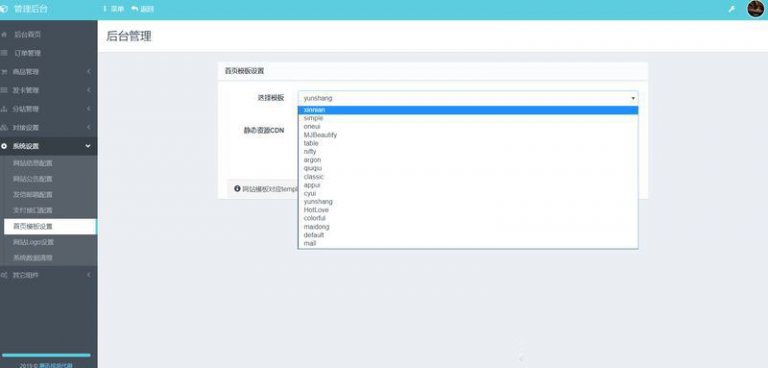 管理后台
菜单 返回
后台首页
订单管理
商品管理
发卡管理
分站管理
对接设置
系统设置
网站信息配置
网站公告配置
发信邮箱配置
支付接口配置
首页模板设置
网站Logo设置
系统数据清理
其它组件
2019 ©
后台管理
首页模板设置
选择模板
yunshang
xinnian
simple
oneui
MJBeautify
table
nifty
argon
qiuqiu
classic
appui
cyui
yunshang
HotLove
colorful
maidong
default
mall
静态资源CDN
网站模板对应templ